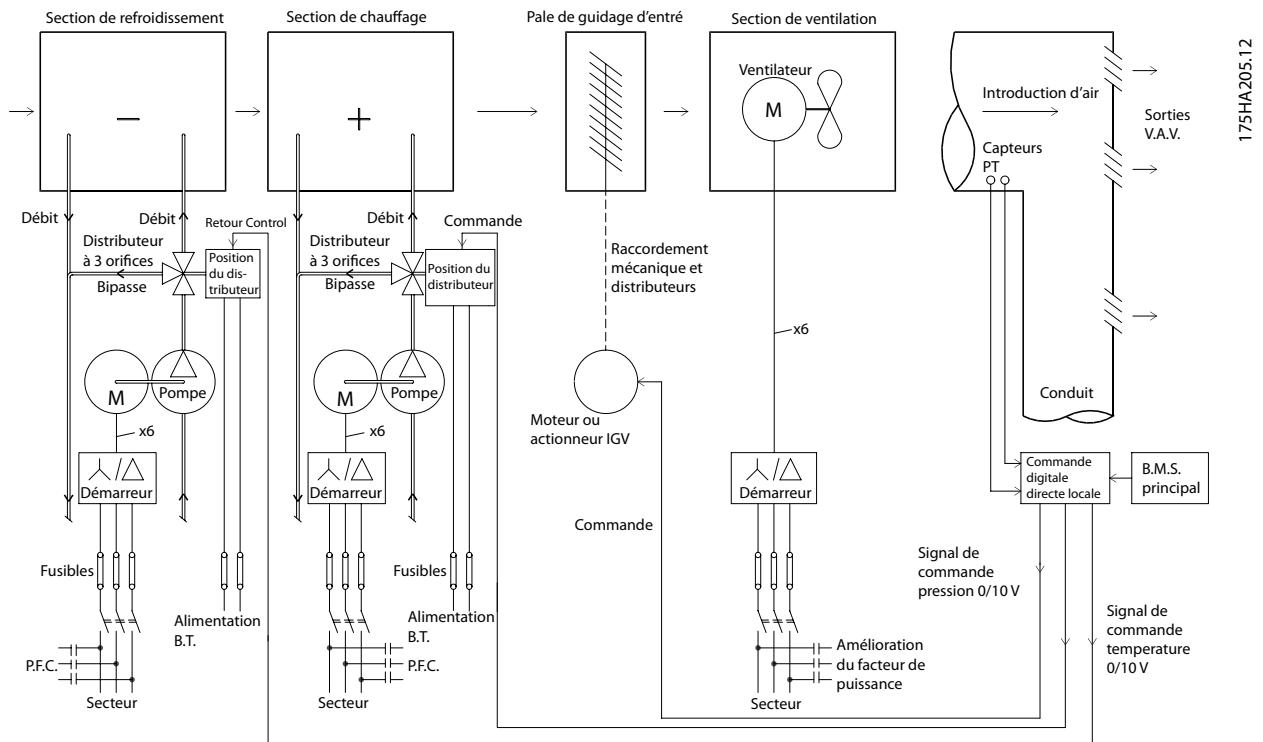 Section de refroidissement
Section de chauffage
Pale de guidage d'entré
Section de ventilation
175HA205.12
Ventilateur
M
Introduction d'air
Sorties
V.A.V.
Capteurs
PT
Débit
Débit
Retour Control
Distributeur
à 3 orifices
Bipasse
Position
du dis-
tributeur
Débit
Commande
Distributeur
à 3 orifices
Bipasse
Position du
distributeur
Raccordement
mécanique et
distributeurs
x6
M
Pompe
x6
M
Pompe
x6
Moteur ou
actionneur IGV
Conduit
Démarreur
Démarreur
Démarreur
Commande
digitale
directe locale
B.M.S.
principal
Commande
Fusibles
Fusibles
Signal de
commande
pression 0/10 V
Signal de
commande
temperature
0/10 V
Alimentation
B.T.
Alimentation
B.T.
P.F.C.
P.F.C.
Amélioration
du facteur de
puissance
Secteur
Secteur
Secteur